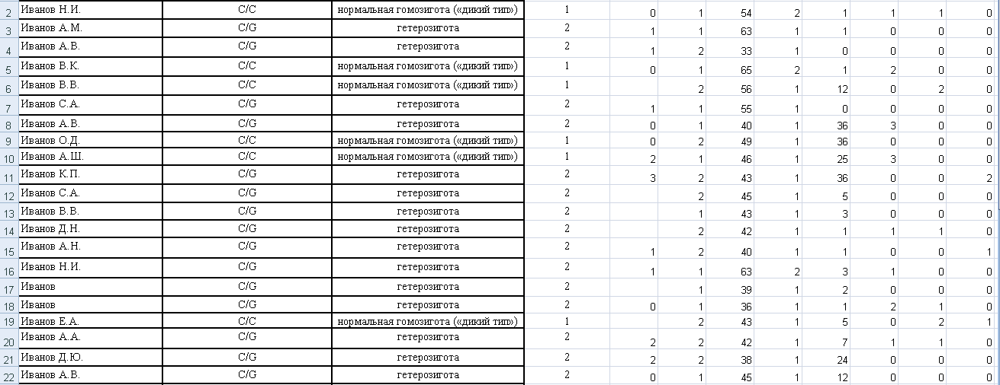 2 Иванов Н.И. C/C нормальная гомозигота («дикий тип») 1 0 1 54 2 1 1 1 0
3 Иванов А.М. C/G гетерозигота 2 1 1 63 1 1 0 0 0
4 Иванов А.В. C/G гетерозигота 2 1 2 33 1 0 0 0 0
5 Иванов В.К. C/C нормальная гомозигота («дикий тип») 1 0 1 65 2 1 2 0 0
6 Иванов В.В. C/C нормальная гомозигота («дикий тип») 1 2 56 1 12 0 2 0
7 Иванов С.А. C/G гетерозигота 2 1 1 55 1 0 0 0 0
8 Иванов А.В. C/G гетерозигота 2 0 1 40 1 36 3 0 0
9 Иванов О.Д. C/C нормальная гомозигота («дикий тип») 1 0 2 49 1 36 0 0 0
10 Иванов А.Ш. C/C нормальная гомозигота («дикий тип») 1 2 1 46 1 25 3 0 0
11 Иванов К.П. C/G гетерозигота 2 3 2 43 1 36 0 0 2
12 Иванов С.А. C/G гетерозигота 2 2 45 1 5 0 0 0
13 Иванов В.В. C/G гетерозигота 2 1 43 1 3 0 0 0
14 Иванов Д.Н. C/G гетерозигота 2 2 42 1 1 1 1 0
15 Иванов А.Н. C/G гетерозигота 2 1 2 40 1 1 0 0 1
16 Иванов Н.И. C/G гетерозигота 2 1 1 63 2 3 1 0 0
17 Иванов C/G гетерозигота 2 1 39 1 2 0 0 0
18 Иванов C/G гетерозигота 2 0 1 36 1 1 2 1 0
19 Иванов Е.А. C/C нормальная гомозигота («дикий тип») 1 2 43 1 5 0 2 1
20 Иванов А.А. C/G гетерозигота 2 2 2 42 1 7 1 1 0
21 Иванов Д.Ю. C/G гетерозигота 2 2 2 38 1 24 0 0 0
22 Иванов А.В. C/G гетерозигота 2 0 1 45 1 12 0 0 0